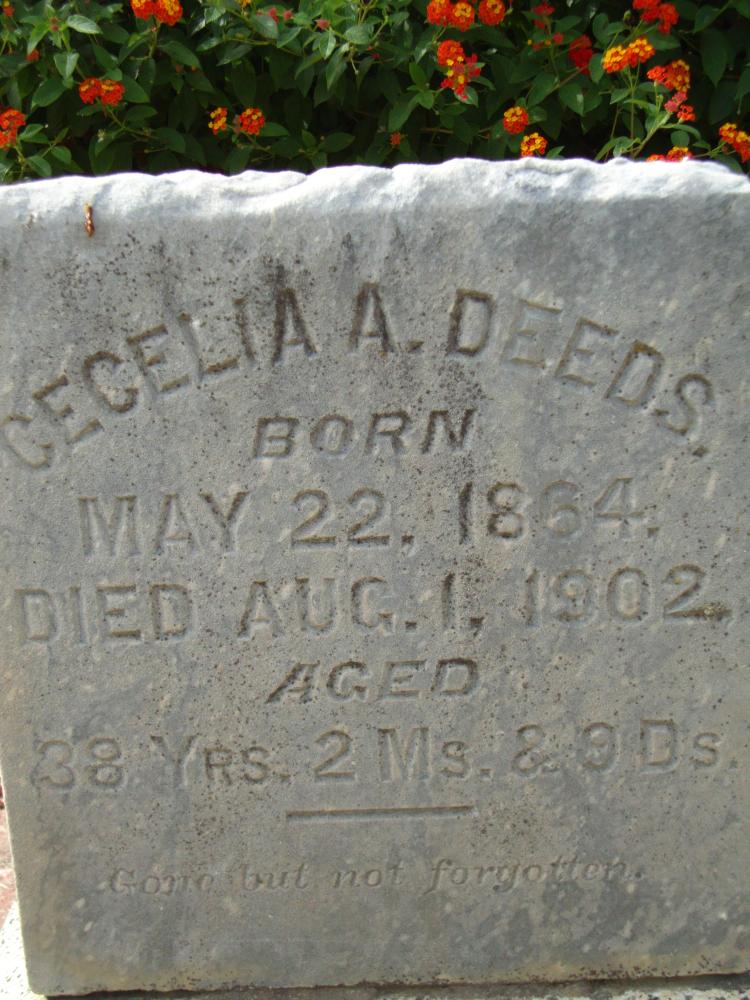 CECELIA A. DEEDS.
BORN
MAY 22, 1864.
DIED AUG. 1, 1902.
AGED
38 YRS. 2 Ms. & 9 Ds.
Gone but not forgotten.